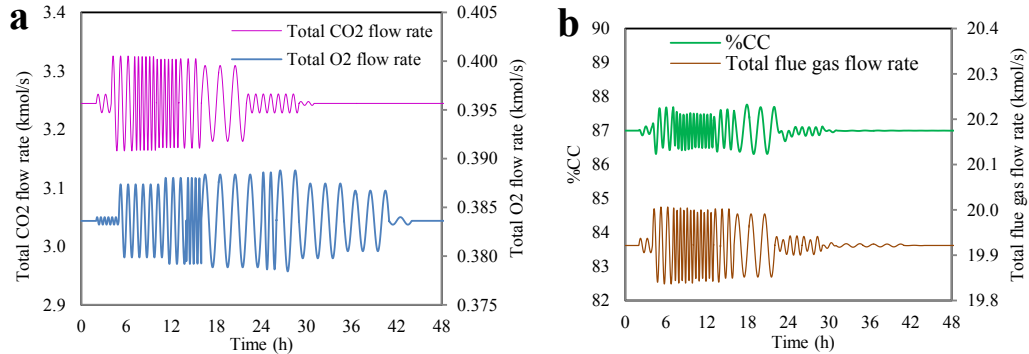 a
Total CO2 flow rate
Total O2 flow rate
Total CO2 flow rate (kmol/s)
3.4
3.3
3.2
3.1
3.0
2.9
0.405
0.400
0.395
0.390
0.385
0.380
0.375
Total O2 flow rate (kmol/s)
0 6 12 18 24 30 36 42 48
Time (h)
b
%CC
Total flue gas flow rate
%CC
90
89
88
87
86
85
84
83
82
20.4
20.3
20.2
20.1
20.0
19.9
19.8
Total flue gas flow rate (kmol/s)
0 6 12 18 24 30 36 42 48
Time (h)